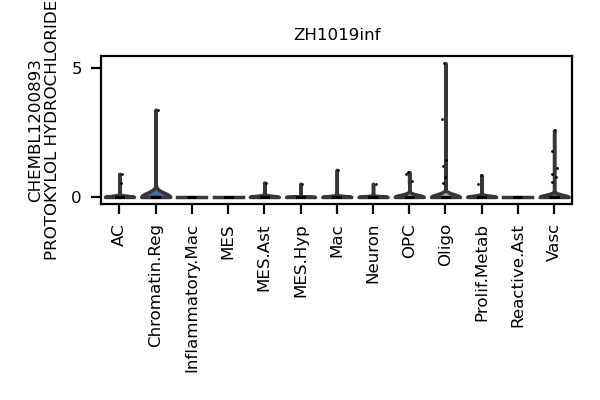 ZH1019inf
CHEMBL1200893
PROTOKYLOL HYDROCHLORIDE
5
0
AC
Chromatin.Reg
Inflammatory.Mac
MES
MES.Ast
MES.Hyp
Mac
Neuron
OPC
Oligo
Prolif.Metab
Reactive.Ast
Vasc